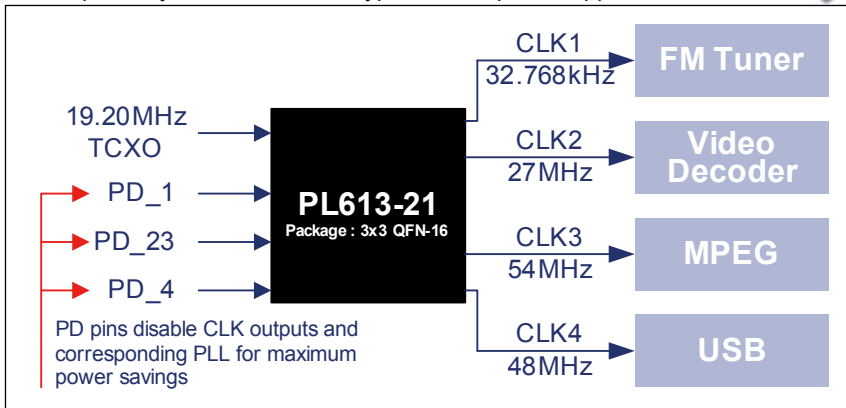 19.20MHz
TCXO
PD_1
PD_23
PD_4
PD pins disable CLK outputs and
corresponding PLL for maximum
power savings
PL613-21
Package : 3x3 QFN-16
CLK1
32.768kHz
CLK2
27MHz
CLK3
54MHz
CLK4
48MHz
FM Tuner
Video
Decoder
MPEG
USB